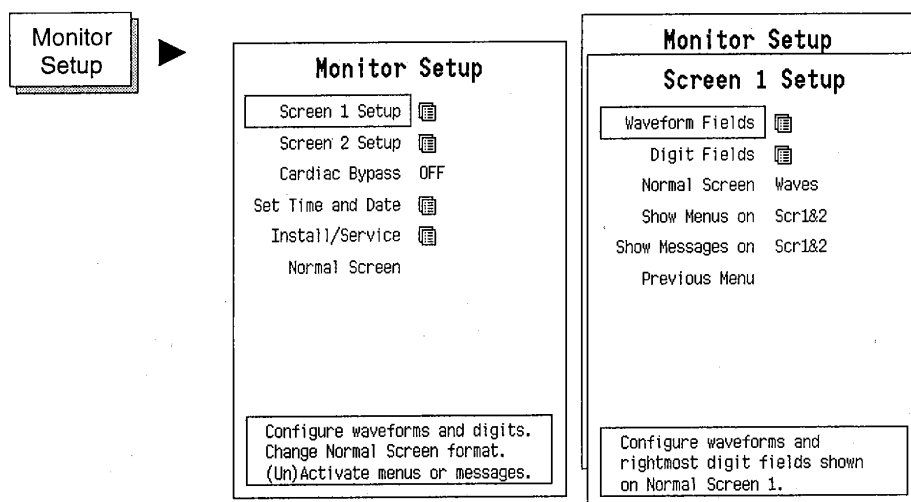 Monitor
Setup
Monitor Setup
Screen 1 Setup
Screen 2 Setup
Cardiac Bypass OFF
Set Time and Date
Install/Service
Normal Screen
Configure waveforms and digits.
Change Normal Screen format.
(Un)Activate menus or messages.
Monitor Setup
Screen 1 Setup
Waveform Fields
Digit Fields
Normal Screen Waves
Show Menus on Scr1&2
Show Messages on Scr1&2
Previous Menu
Configure waveforms and
rightmost digit fields shown
on Normal Screen 1.